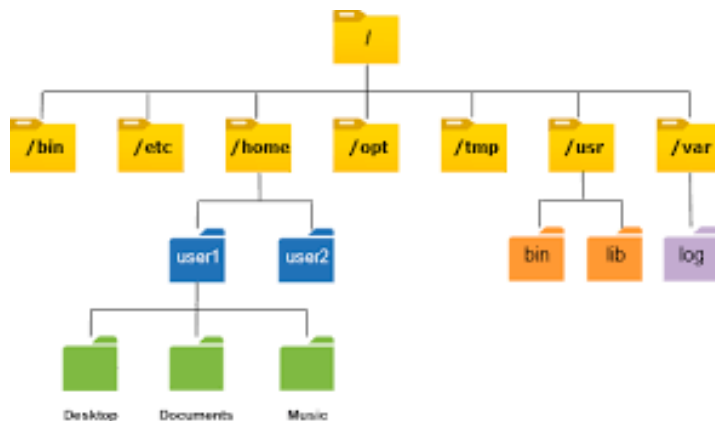 /
/bin /etc /home /opt /tmp /usr /var
user1 user2 bin lib log
Desktop Documents Music